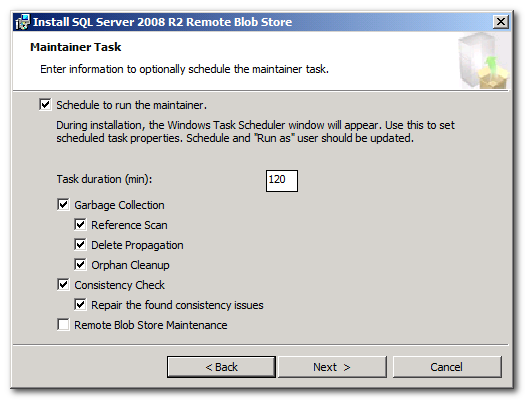 Install SQL Server 2008 R2 Remote Blob Store
Maintainer Task
Enter information to optionally schedule the maintainer task.
Schedule to run the maintainer.
During installation, the Windows Task Scheduler window will appear. Use this to set
scheduled task properties. Schedule and "Run as" user should be updated.
Task duration (min):
120
Garbage Collection
Reference Scan
Delete Propagation
Orphan Cleanup
Consistency Check
Repair the found consistency issues
Remote Blob Store Maintenance
< Back
Next >
Cancel